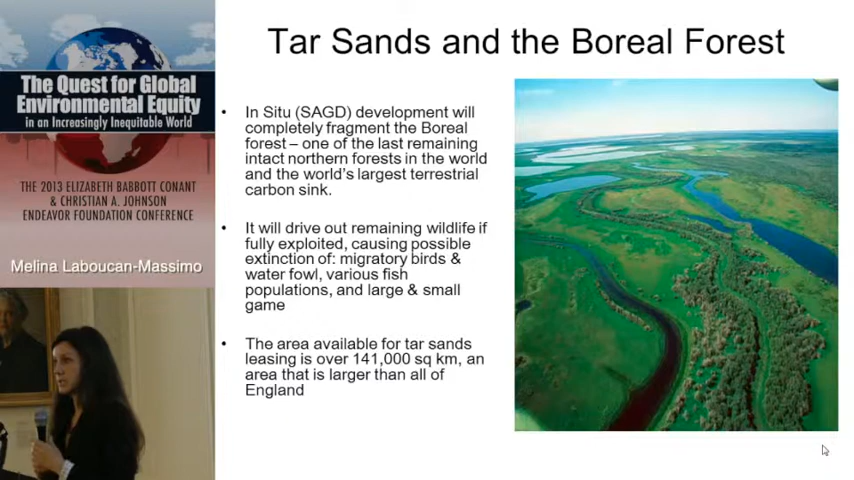 Tar Sands and the Boreal Forest
The Quest for Global
Environmental Equity
in an Increasingly Inequitable World
THE 2013 ELIZABETH BABBOTT CONANT
& CHRISTIAN A. JOHNSON
ENDEAVOR FOUNDATION CONFERENCE
Melina Laboucan-Massimo
• In Situ (SAGD) development will
completely fragment the Boreal
forest – one of the last remaining
intact northern forests in the world
and the world's largest terrestrial
carbon sink.
• It will drive out remaining wildlife if
fully exploited, causing possible
extinction of: migratory birds &
water fowl, various fish
populations, and large & small
game
• The area available for tar sands
leasing is over 141,000 sq km, an
area that is larger than all of
England